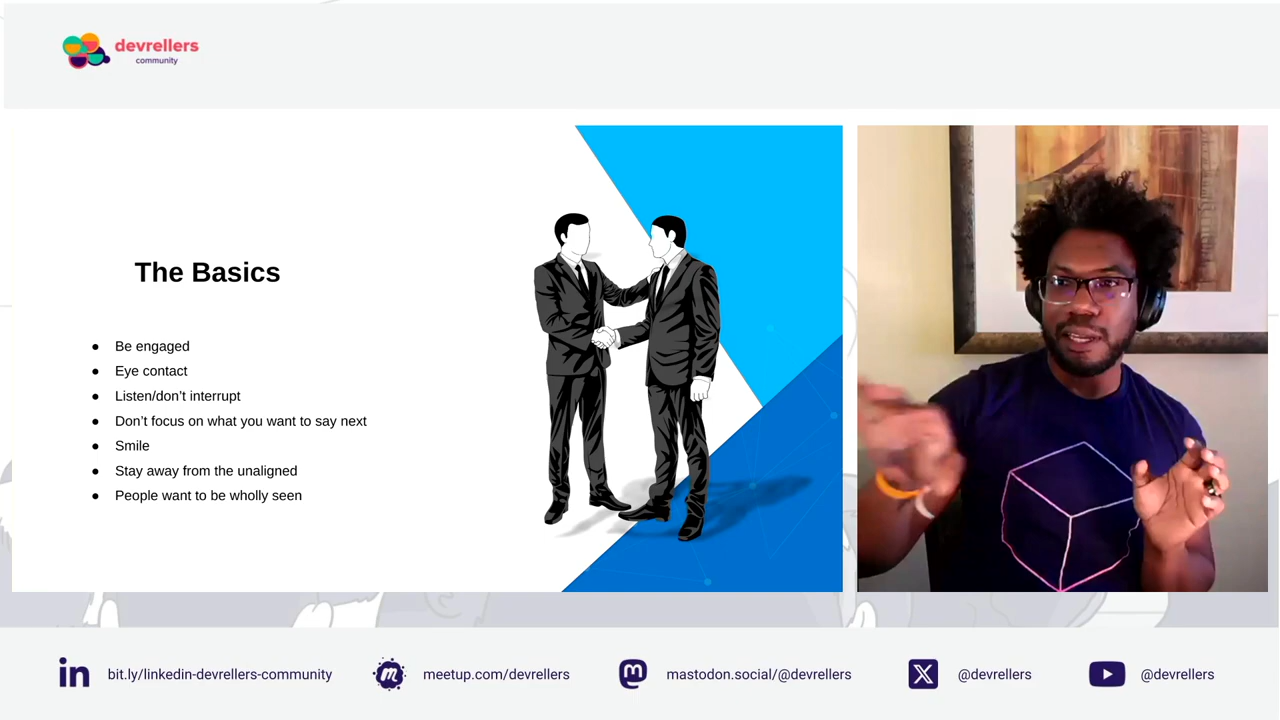 devrellers
community
The Basics
● Be engaged
● Eye contact
● Listen/don't interrupt
● Don't focus on what you want to say next
● Smile
● Stay away from the unaligned
● People want to be wholly seen
in bit.ly/linkedin-devrellers-community
m meetup.com/devrellers
m mastodon.social/@devrellers
X @devrellers
@devrellers